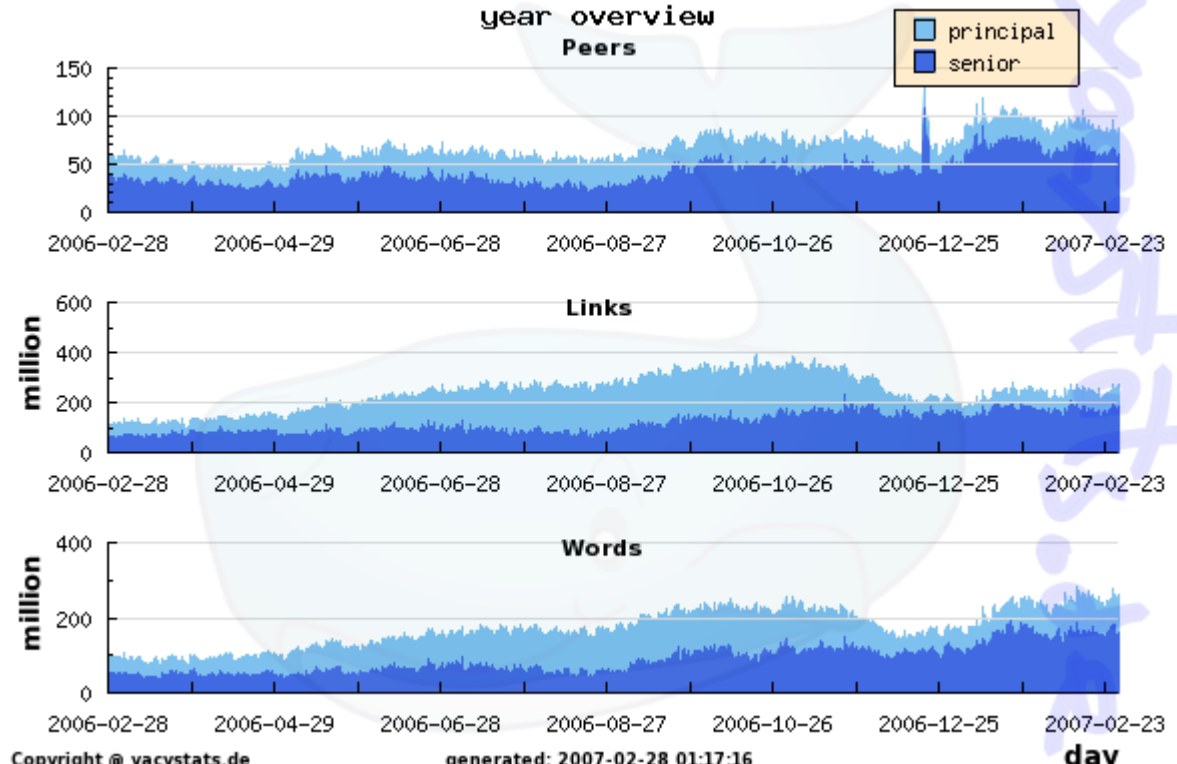 year overview
Peers
principal
senior
150
100
50
0
2006-02-28 2006-04-29 2006-06-28 2006-08-27 2006-10-26 2006-12-25 2007-02-23
Links
million
600
400
200
0
2006-02-28 2006-04-29 2006-06-28 2006-08-27 2006-10-26 2006-12-25 2007-02-23
Words
million
400
200
0
2006-02-28 2006-04-29 2006-06-28 2006-08-27 2006-10-26 2006-12-25 2007-02-23
day
Copyright @ yacystats.de generated: 2007-02-28 01:17:16
yacystats.de